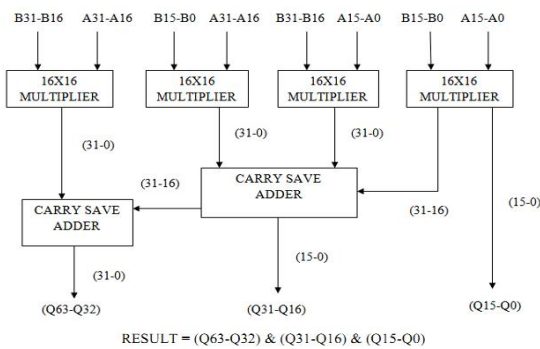 B31-B16 A31-A16 B15-B0 A31-A16 B31-B16 A15-A0 B15-B0 A15-A0
16X16
MULTIPLIER
16X16
MULTIPLIER
16X16
MULTIPLIER
16X16
MULTIPLIER
(31-0)
(31-0)
(31-0)
(31-16)
CARRY SAVE
ADDER
(31-16)
(15-0)
CARRY SAVE
ADDER
(31-0)
(15-0)
(Q63-Q32)
(Q31-Q16)
(Q15-Q0)
RESULT = (Q63-Q32) & (Q31-Q16) & (Q15-Q0)